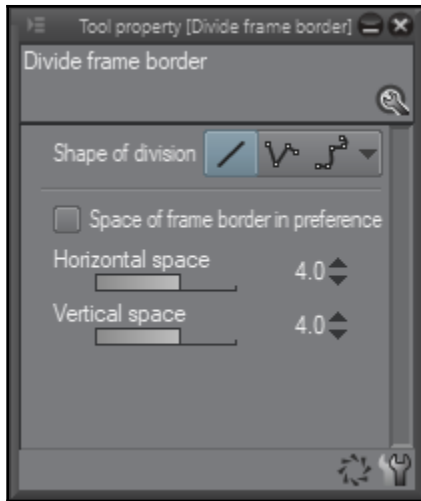 Tool property [Divide frame border]
Divide frame border
Shape of division
Space of frame border in preference
Horizontal space 4.0
Vertical space 4.0